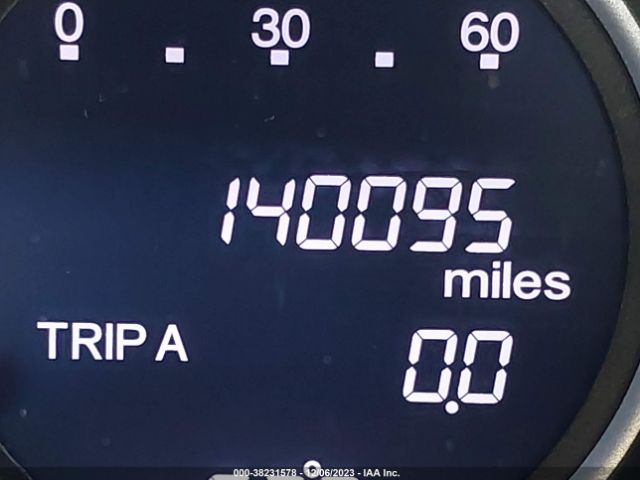 0 30 60
140095
miles
TRIP A 0.0
000-38231578 - 12/06/2023 - IAA Inc.